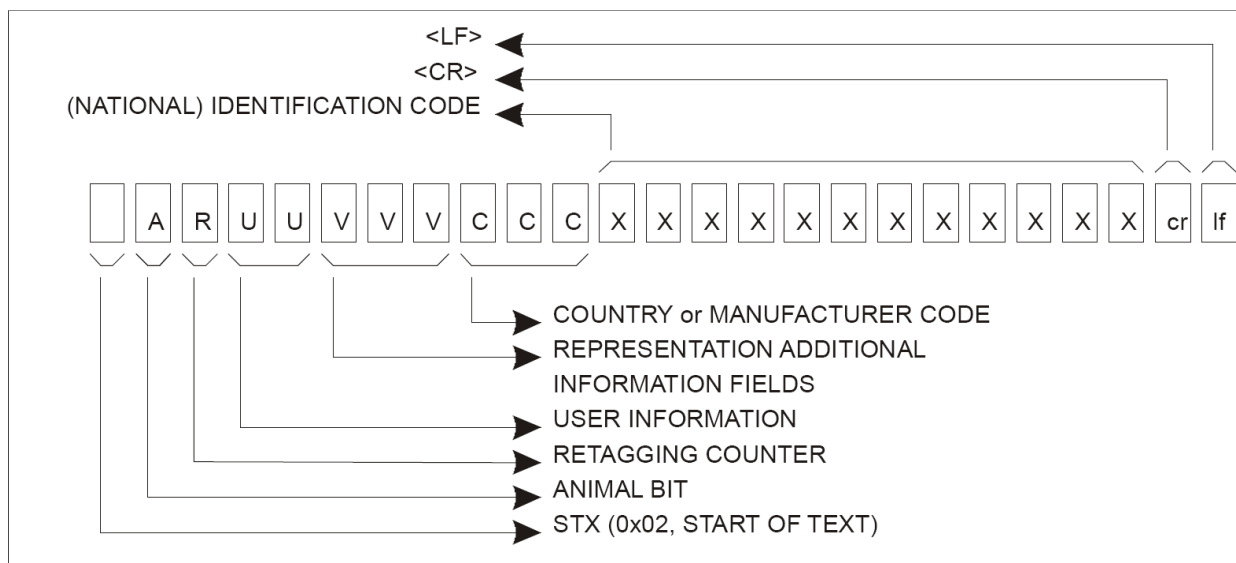 <LF>
<CR>
(NATIONAL) IDENTIFICATION CODE
A R U U V V V C C C X X X X X X X X X X X X cr lf
COUNTRY or MANUFACTURER CODE
REPRESENTATION ADDITIONAL
INFORMATION FIELDS
USER INFORMATION
RETAGGING COUNTER
ANIMAL BIT
STX (0x02, START OF TEXT)